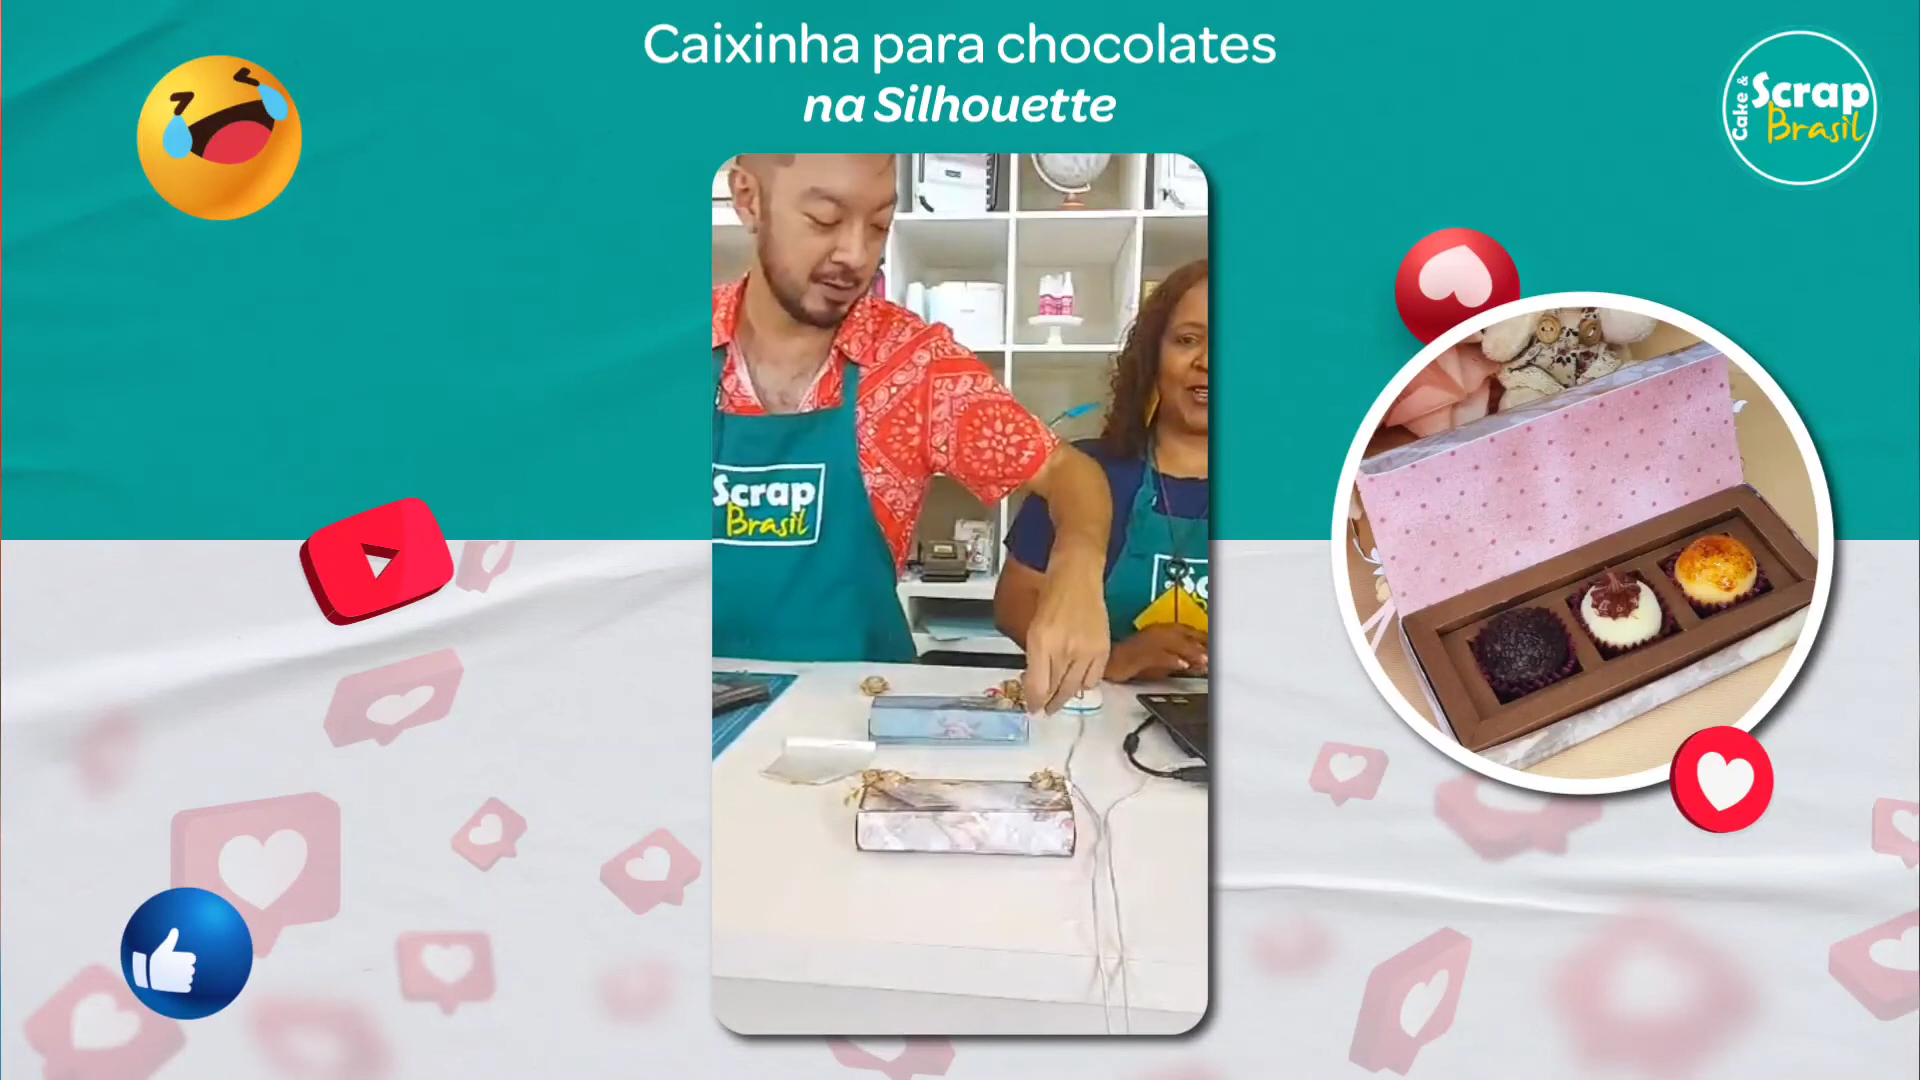 Caixinha para chocolates
na Silhouette
Cake &
Scrap
Brasil
Scrap
Brasil